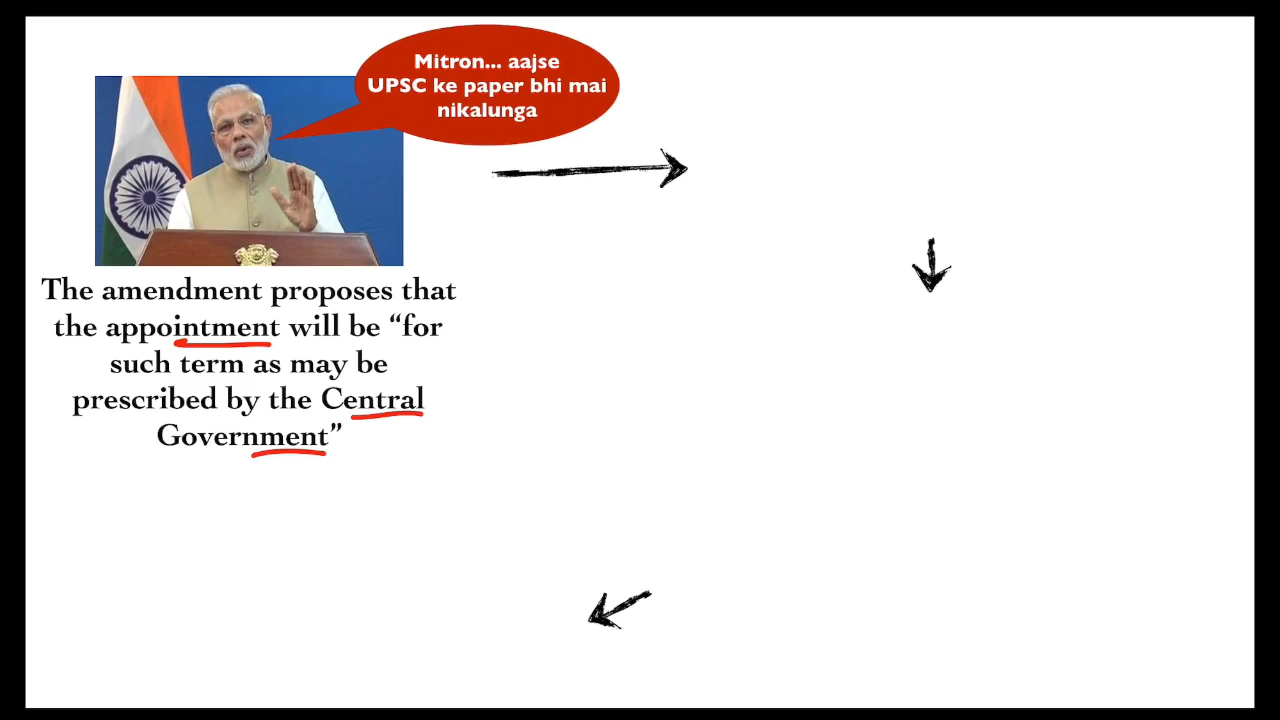 Mitron... aajse
UPSC ke paper bhi mai
nikalunga
The amendment proposes that
the appointment will be “for
such term as may be
prescribed by the Central
Government”